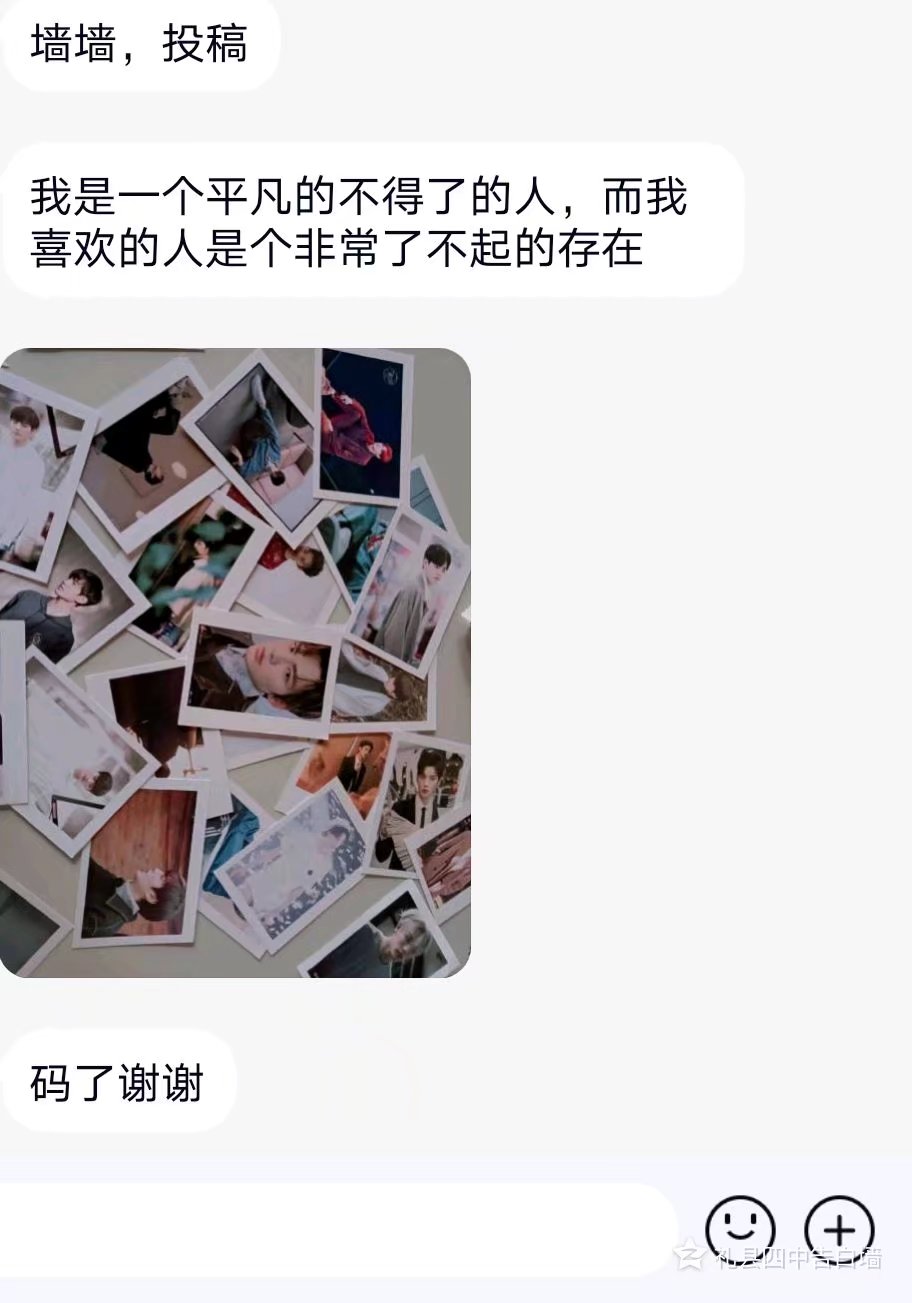 墙墙，投稿
我是一个平凡的不得了的人，而我
喜欢的人是个非常了不起的存在
码了谢谢
礼县四中告白墙